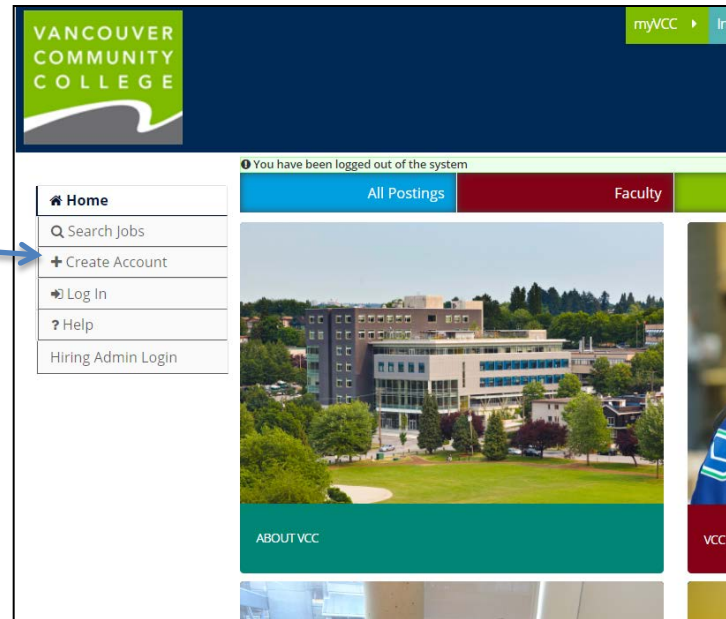 VANCOUVER
COMMUNITY
COLLEGE
myVCC
You have been logged out of the system
All Postings
Faculty
Home
Search Jobs
+ Create Account
Log In
? Help
Hiring Admin Login
ABOUT VCC
VCC